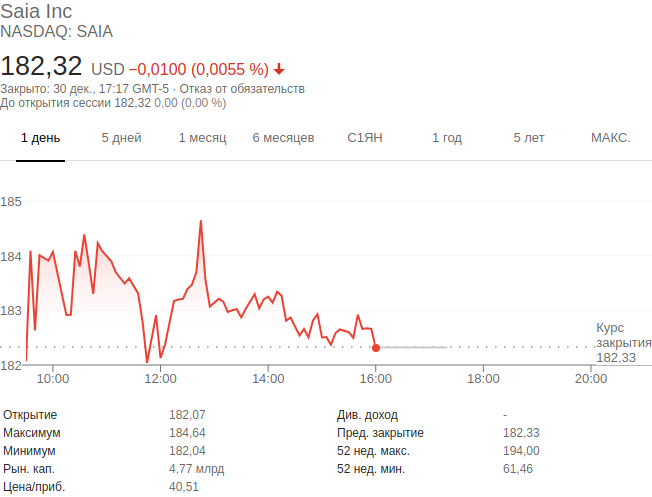 Saia Inc
NASDAQ: SAIA
182,32 USD −0,0100 (0,0055 %)
Закрыто: 30 дек., 17:17 GMT-5 · Отказ от обязательств
До открытия сессии 182,32 0,00 (0,00 %)
1 день 5 дней 1 месяц 6 месяцев С1ЯН 1 год 5 лет МАКС.
185
184
183
Курс
закрытия
182,33
182
10:00 12:00 14:00 16:00 18:00 20:00
Открытие 182,07 Див. доход -
Максимум 184,64 Пред. закрытие 182,33
Минимум 182,04 52 нед. макс. 194,00
Рын. кап. 4,77 млрд 52 нед. мин. 61,46
Цена/приб. 40,51